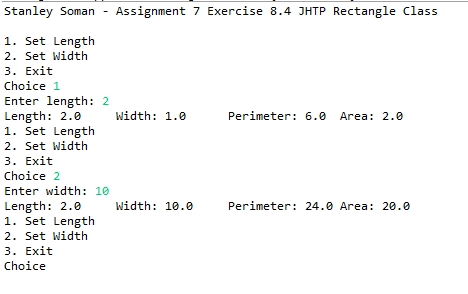 Stanley Soman - Assignment 7 Exercise 8.4 JHTP Rectangle Class
1. Set Length
2. Set Width
3. Exit
Choice 1
Enter length: 2
Length: 2.0 Width: 1.0 Perimeter: 6.0 Area: 2.0
1. Set Length
2. Set Width
3. Exit
Choice 2
Enter width: 10
Length: 2.0 Width: 10.0 Perimeter: 24.0 Area: 20.0
1. Set Length
2. Set Width
3. Exit
Choice